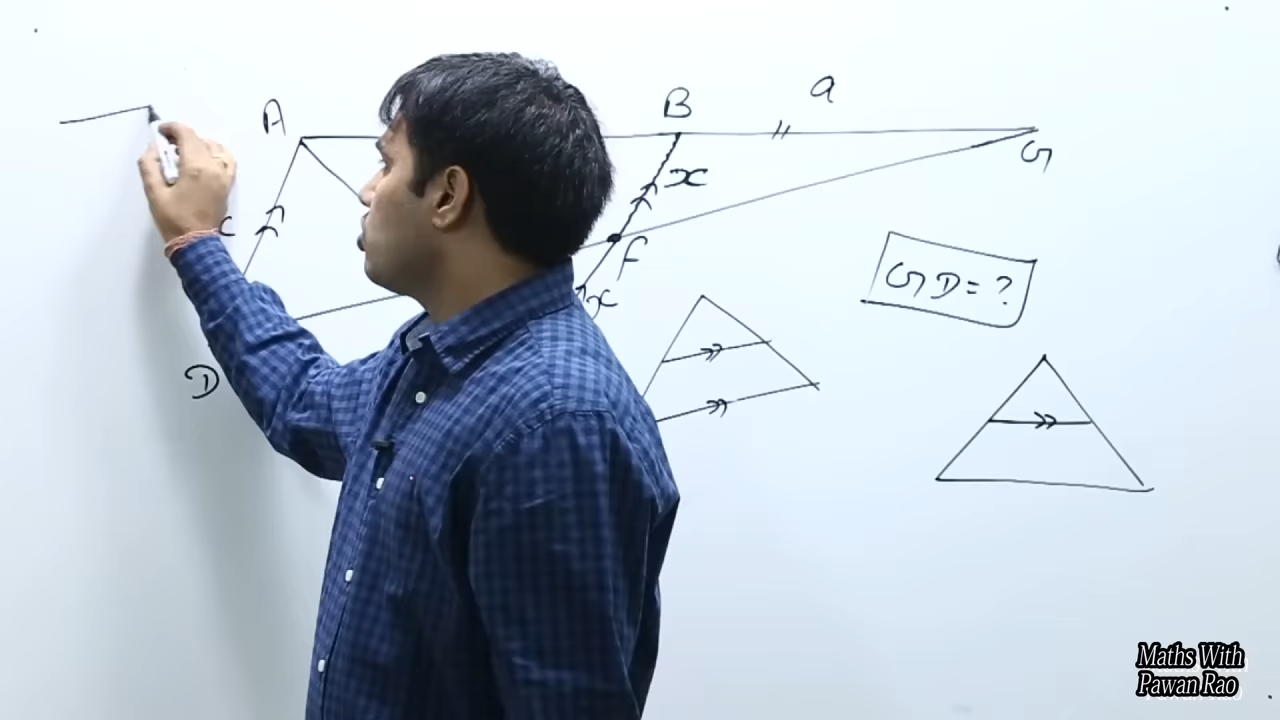 A
B
a
G
x
F
x
D
GD = ?
Maths With
Pawan Rao